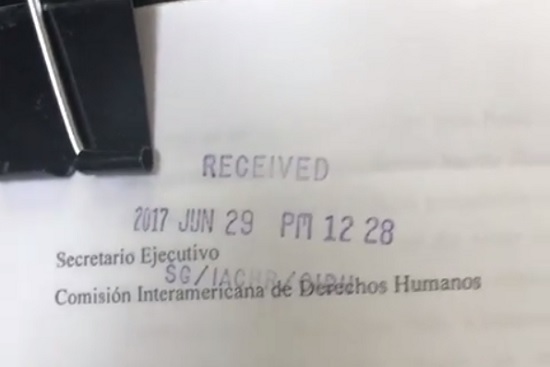 RECEIVED
2017 JUN 29 PM 12 28
Secretario Ejecutivo
SG/IACHR/CIDH
Comisión Interamericana de Derechos Humanos